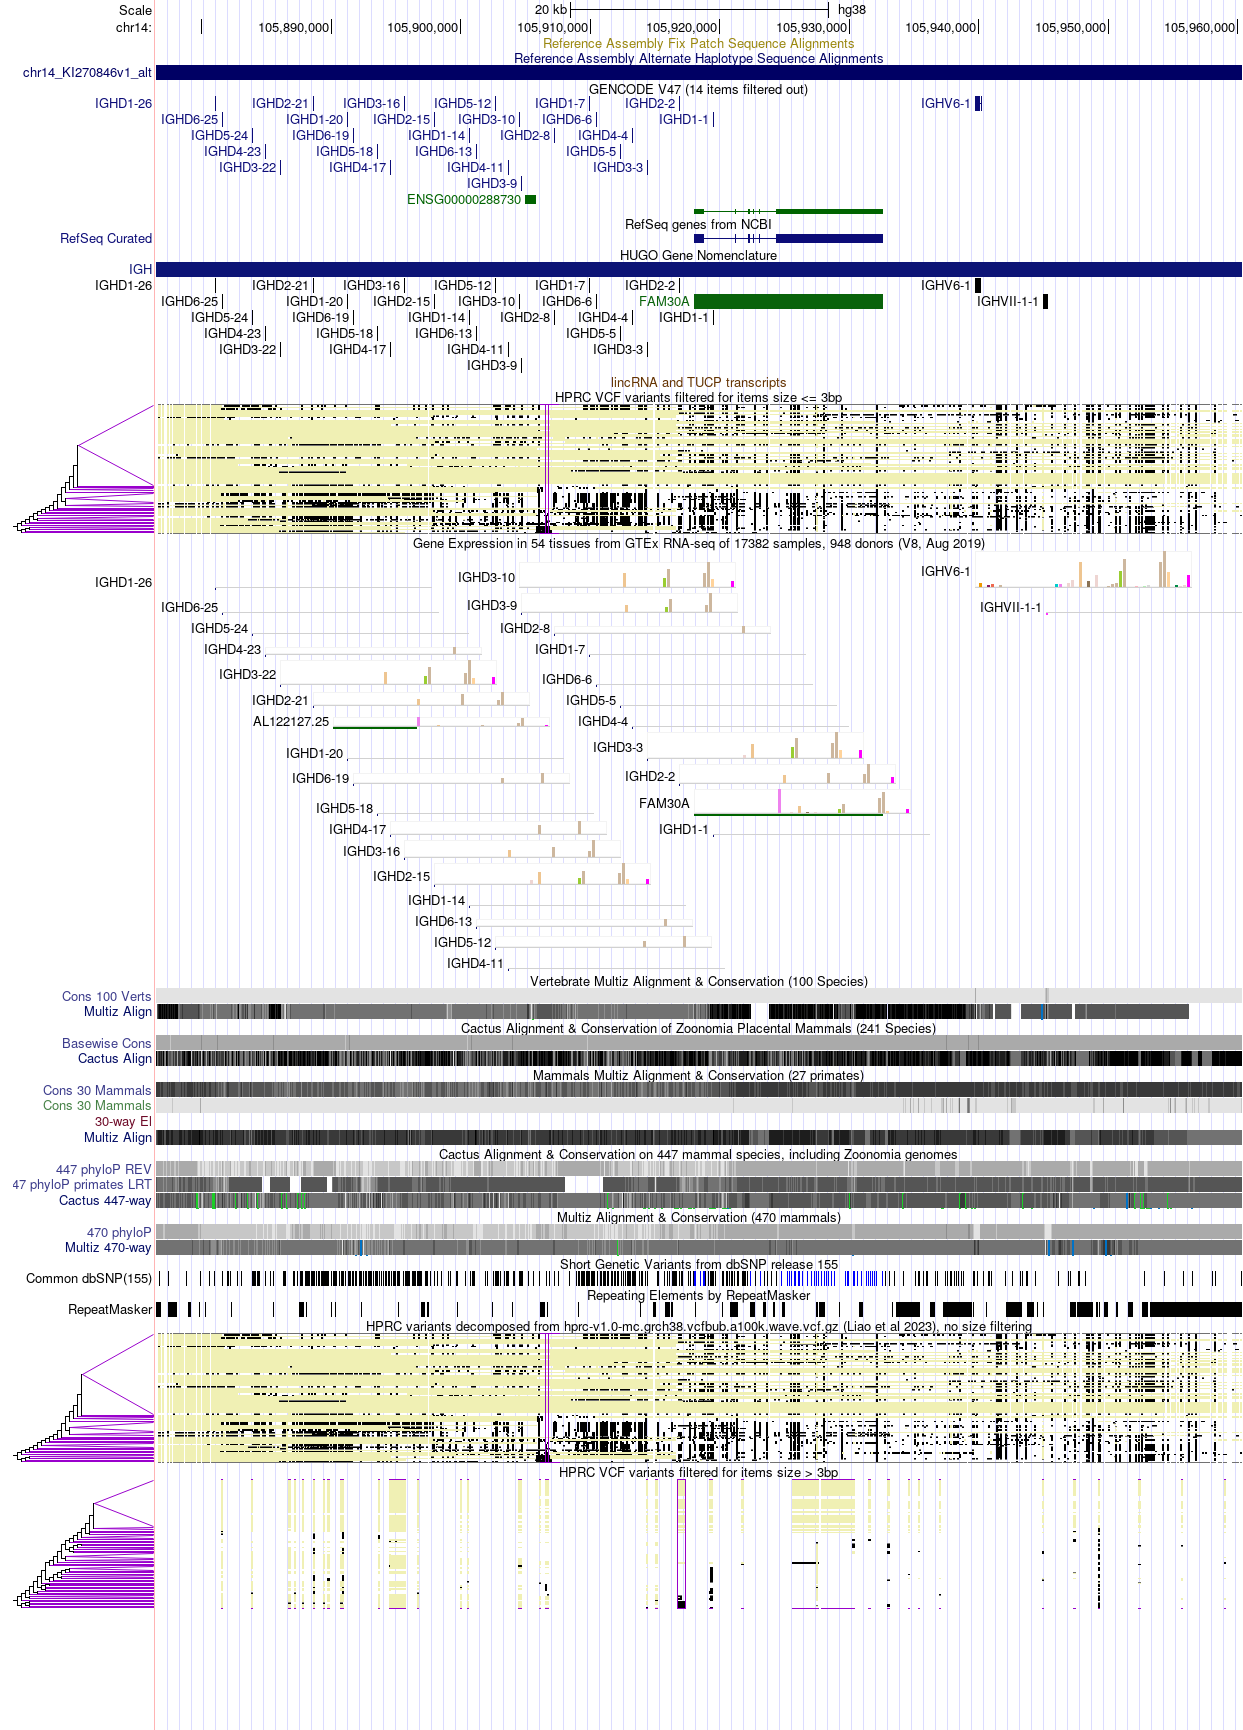 Scale 20 kb hg38
chr14: 105,890,000 105,900,000 105,910,000 105,920,000 105,930,000 105,940,000 105,950,000 105,960,000
Reference Assembly Fix Patch Sequence Alignments
Reference Assembly Alternate Haplotype Sequence Alignments
chr14_KI270846v1_alt
GENCODE V47 (14 items filtered out)
IGHD1-26 IGHD2-21 IGHD3-16 IGHD5-12 IGHD1-7 IGHD2-2 IGHV6-1
IGHD6-25 IGHD1-20 IGHD2-15 IGHD3-10 IGHD6-6 IGHD1-1
IGHD5-24 IGHD6-19 IGHD1-14 IGHD2-8 IGHD4-4
IGHD4-23 IGHD5-18 IGHD6-13 IGHD5-5
IGHD3-22 IGHD4-17 IGHD4-11 IGHD3-3
IGHD3-9
ENSG00000288730
RefSeq genes from NCBI
RefSeq Curated
HUGO Gene Nomenclature
IGH
IGHD1-26 IGHD2-21 IGHD3-16 IGHD5-12 IGHD1-7 IGHD2-2 IGHV6-1
IGHD6-25 IGHD1-20 IGHD2-15 IGHD3-10 IGHD6-6 FAM30A IGHVII-1-1
IGHD5-24 IGHD6-19 IGHD1-14 IGHD2-8 IGHD4-4 IGHD1-1
IGHD4-23 IGHD5-18 IGHD6-13 IGHD5-5
IGHD3-22 IGHD4-17 IGHD4-11 IGHD3-3
IGHD3-9
lincRNA and TUCP transcripts
HPRC VCF variants filtered for items size <= 3bp
Gene Expression in 54 tissues from GTEx RNA-seq of 17382 samples, 948 donors (V8, Aug 2019)
IGHD1-26 IGHD3-10 IGHV6-1
IGHD6-25 IGHD3-9 IGHVII-1-1
IGHD5-24 IGHD2-8
IGHD4-23 IGHD1-7
IGHD3-22 IGHD6-6
IGHD2-21 IGHD5-5
AL122127.25 IGHD4-4
IGHD1-20 IGHD3-3
IGHD6-19 IGHD2-2
IGHD5-18 FAM30A
IGHD4-17 IGHD1-1
IGHD3-16
IGHD2-15
IGHD1-14
IGHD6-13
IGHD5-12
IGHD4-11
Vertebrate Multiz Alignment & Conservation (100 Species)
Cons 100 Verts
Multiz Align
Cactus Alignment & Conservation of Zoonomia Placental Mammals (241 Species)
Basewise Cons
Cactus Align
Mammals Multiz Alignment & Conservation (27 primates)
Cons 30 Mammals
Cons 30 Mammals
30-way El
Multiz Align
Cactus Alignment & Conservation on 447 mammal species, including Zoonomia genomes
447 phyloP REV
47 phyloP primates LRT
Cactus 447-way
Multiz Alignment & Conservation (470 mammals)
470 phyloP
Multiz 470-way
Short Genetic Variants from dbSNP release 155
Common dbSNP(155)
Repeating Elements by RepeatMasker
RepeatMasker
HPRC variants decomposed from hprc-v1.0-mc.grch38.vcfbub.a100k.wave.vcf.gz (Liao et al 2023), no size filtering
HPRC VCF variants filtered for items size > 3bp